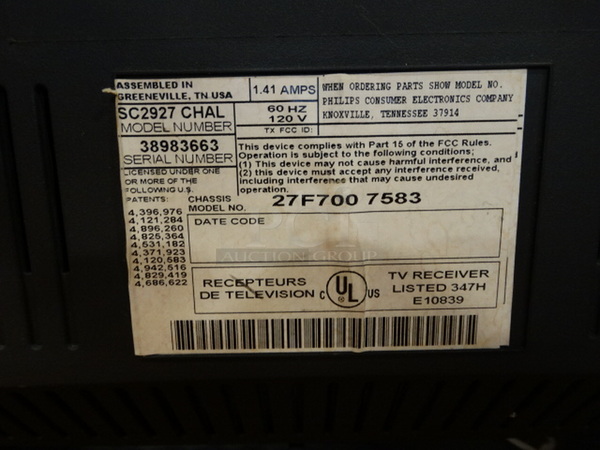 ASSEMBLED IN
GREENEVILLE, TN USA
1.41 AMPS
WHEN ORDERING PARTS SHOW MODEL NO.
PHILIPS CONSUMER ELECTRONICS COMPANY
KNOXVILLE, TENNESSEE 37914
SC2927 CHAL
MODEL NUMBER
60 HZ
120 V
TX FCC ID:
38983663
SERIAL NUMBER
This device complies with Part 15 of the FCC Rules.
Operation is subject to the following conditions;
(1) This device may not cause harmful interference, and
(2) this device must accept any interference received,
including interference that may cause undesired
operation.
LICENSED UNDER ONE
OR MORE OF THE
FOLLOWING U.S.
PATENTS:
4,396,976
4,121,284
4,896,260
4,825,364
4,531,182
4,371,923
4,120,583
4,942,516
4,829,419
4,686,622
CHASSIS
MODEL NO.
27F700 7583
DATE CODE
AUCTION GROUP
RECEPTEURS
DE TELEVISION
C UL US
TV RECEIVER
LISTED 347H
E10839